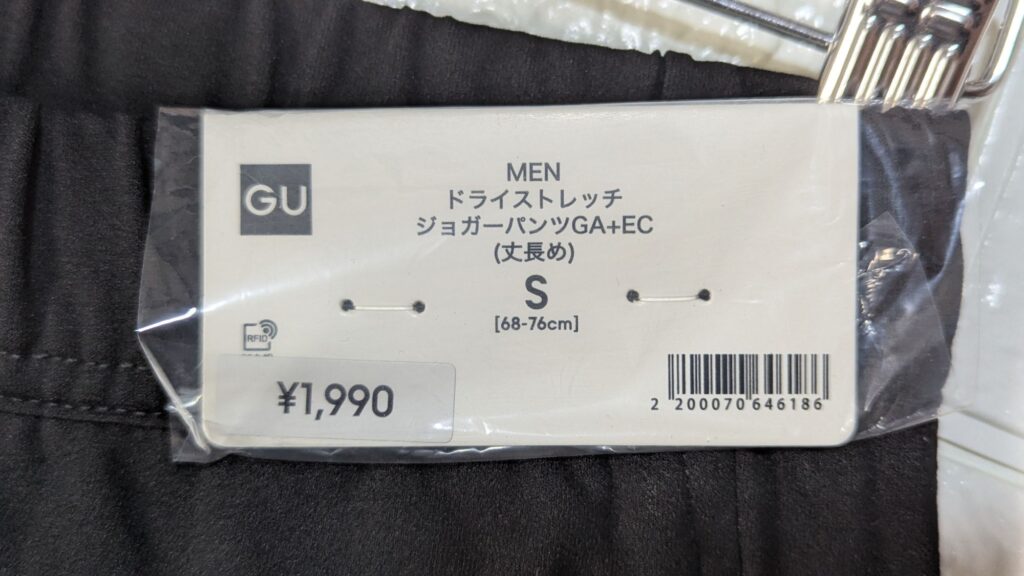 GU
MEN
ドライストレッチ
ジョガーパンツGA+EC
(丈長め)
S
[68-76cm]
RFID
¥1,990
2 200070 646186